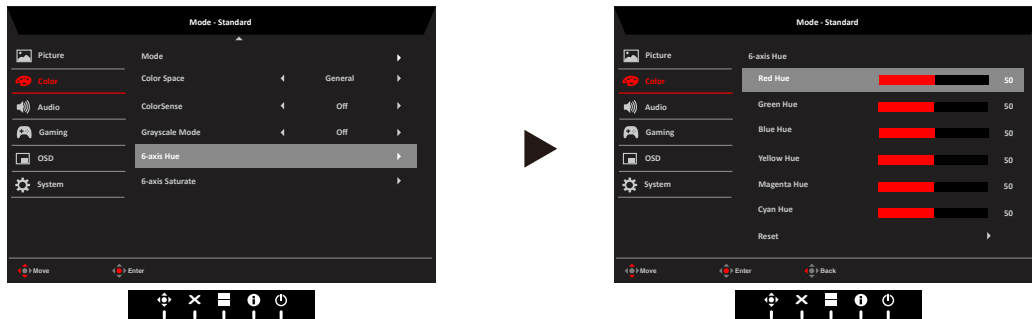 Mode - Standard
Picture
Color
Audio
Gaming
OSD
System
Mode
Color Space General
ColorSense Off
Grayscale Mode Off
6-axis Hue
6-axis Saturate
Move Enter
Mode - Standard
Picture
Color
Audio
Gaming
OSD
System
6-axis Hue
Red Hue 50
Green Hue 50
Blue Hue 50
Yellow Hue 50
Magenta Hue 50
Cyan Hue 50
Reset
Move Enter Back